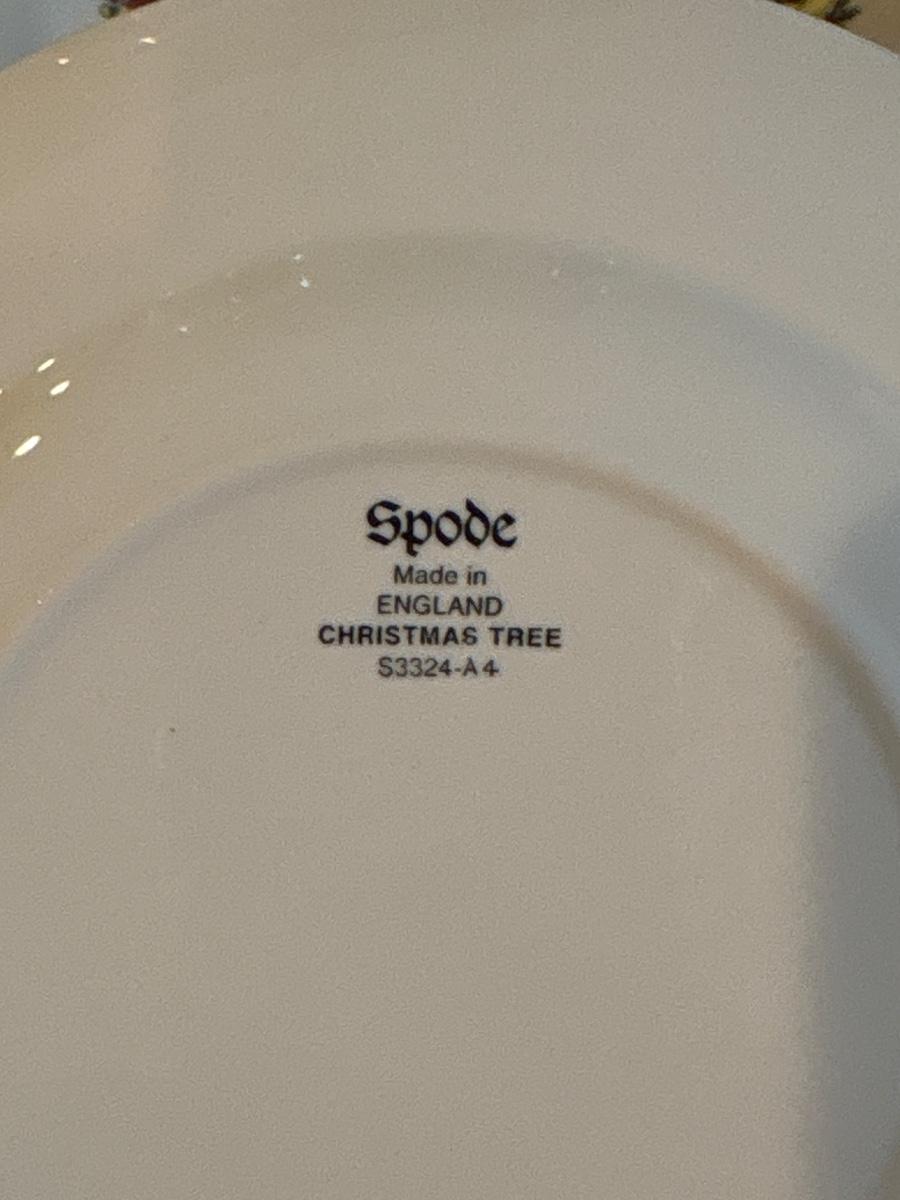 Spode
Made in
ENGLAND
CHRISTMAS TREE
S3324-A4